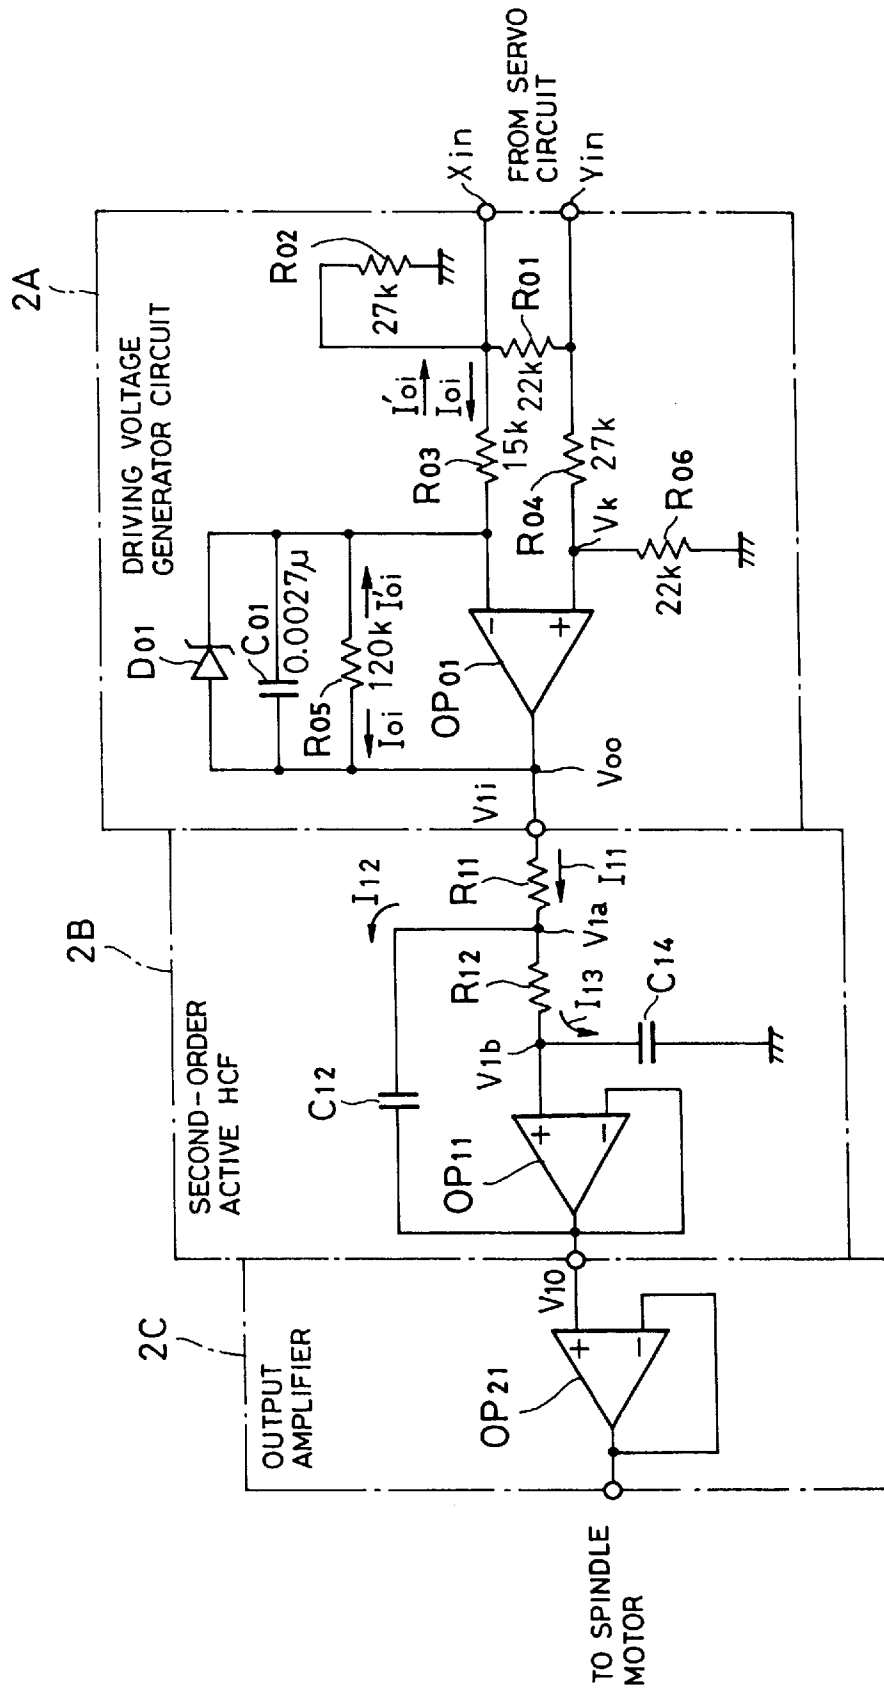 2A
DRIVING VOLTAGE
GENERATOR CIRCUIT
2B
SECOND-ORDER
ACTIVE HCF
2C
OUTPUT
AMPLIFIER
FROM SERVO
CIRCUIT
Xin
Yin
R02
27k
R01
22k
I'oi
Ioi
R03
15k
R04
27k
Vk
R06
22k
D01
C01
0.0027μ
R05
120k
Ioi
I'oi
OP01
Voo
V1i
R11
I11
I12
V1a
R12
I13
C14
V1b
C12
OP11
V10
OP21
+
−
+
−
+
−
TO SPINDLE
MOTOR